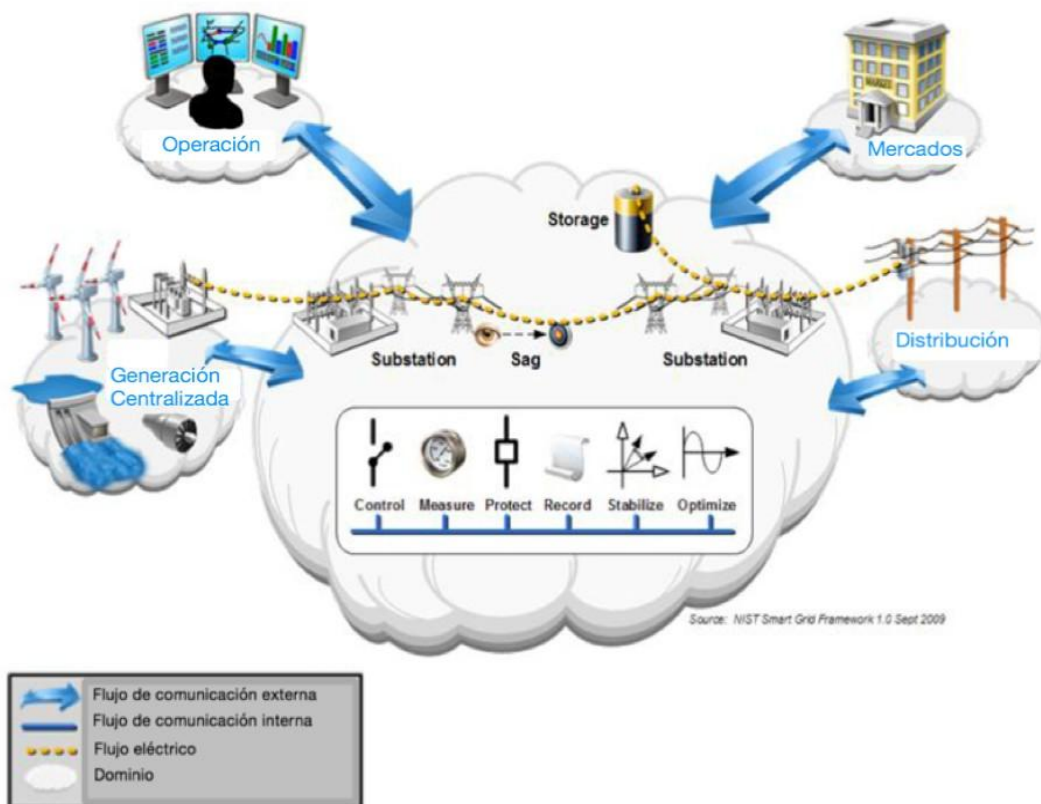 Operación
MARKET
Mercados
Storage
Substation
Sag
Substation
Distribución
Generación
Centralizada
Control Measure Protect Record Stabilize Optimize
Source: NIST Smart Grid Framework 1.0 Sept 2009
Flujo de comunicación externa
Flujo de comunicación interna
Flujo eléctrico
Dominio